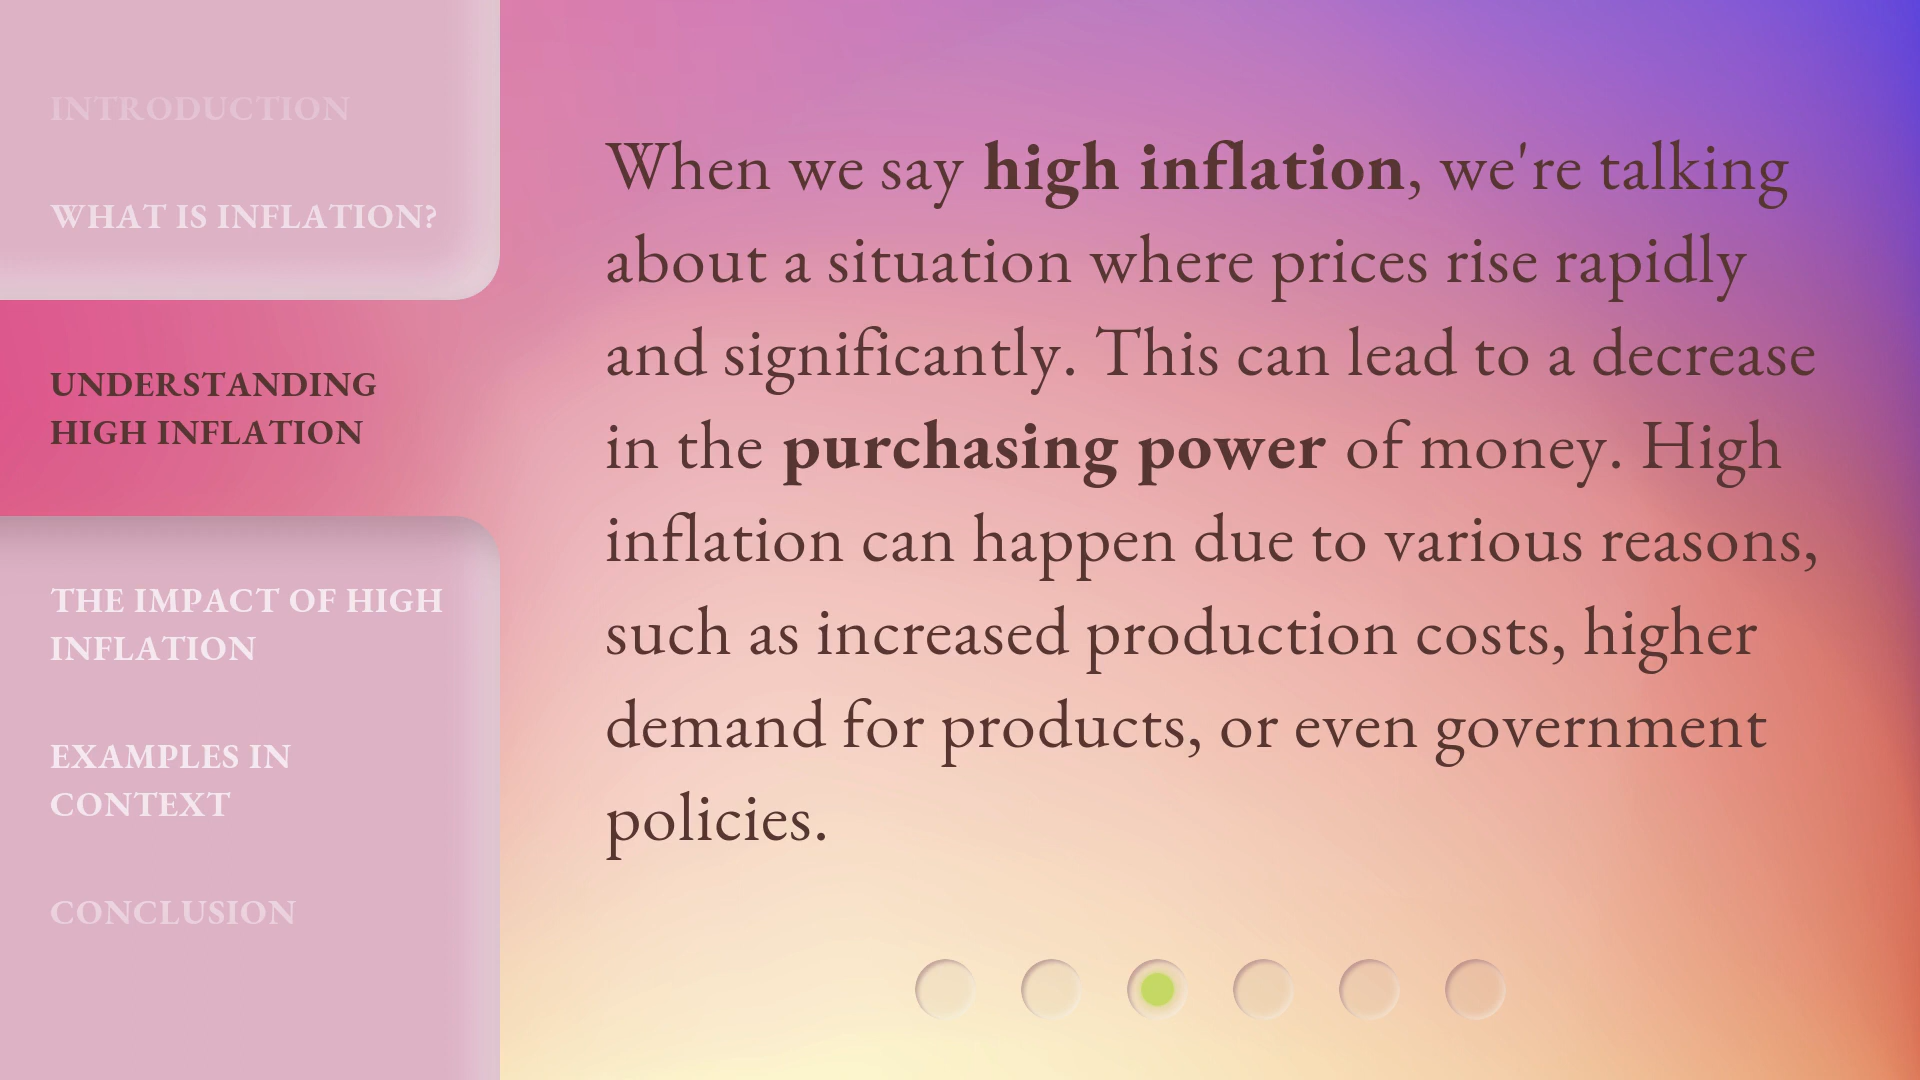 INTRODUCTION
WHAT IS INFLATION?
UNDERSTANDING
HIGH INFLATION
THE IMPACT OF HIGH
INFLATION
EXAMPLES IN
CONTEXT
CONCLUSION
When we say high inflation, we're talking
about a situation where prices rise rapidly
and significantly. This can lead to a decrease
in the purchasing power of money. High
inflation can happen due to various reasons,
such as increased production costs, higher
demand for products, or even government
policies.